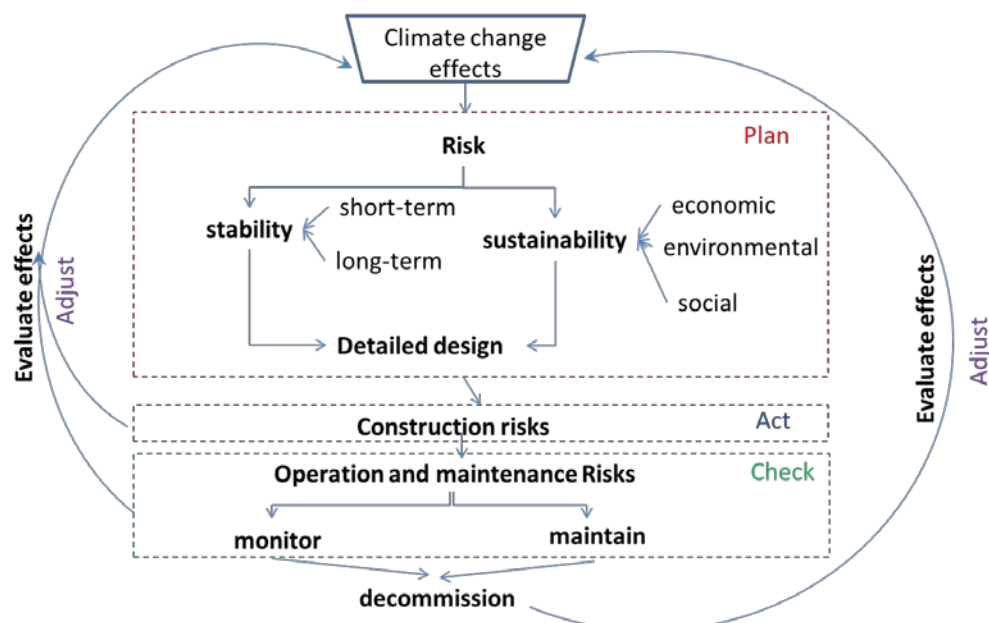 Climate change
effects
Plan
Risk
short-term
stability
long-term
economic
sustainability
environmental
social
Detailed design
Evaluate effects
Adjust
Evaluate effects
Adjust
Act
Construction risks
Check
Operation and maintenance Risks
monitor
maintain
decommission